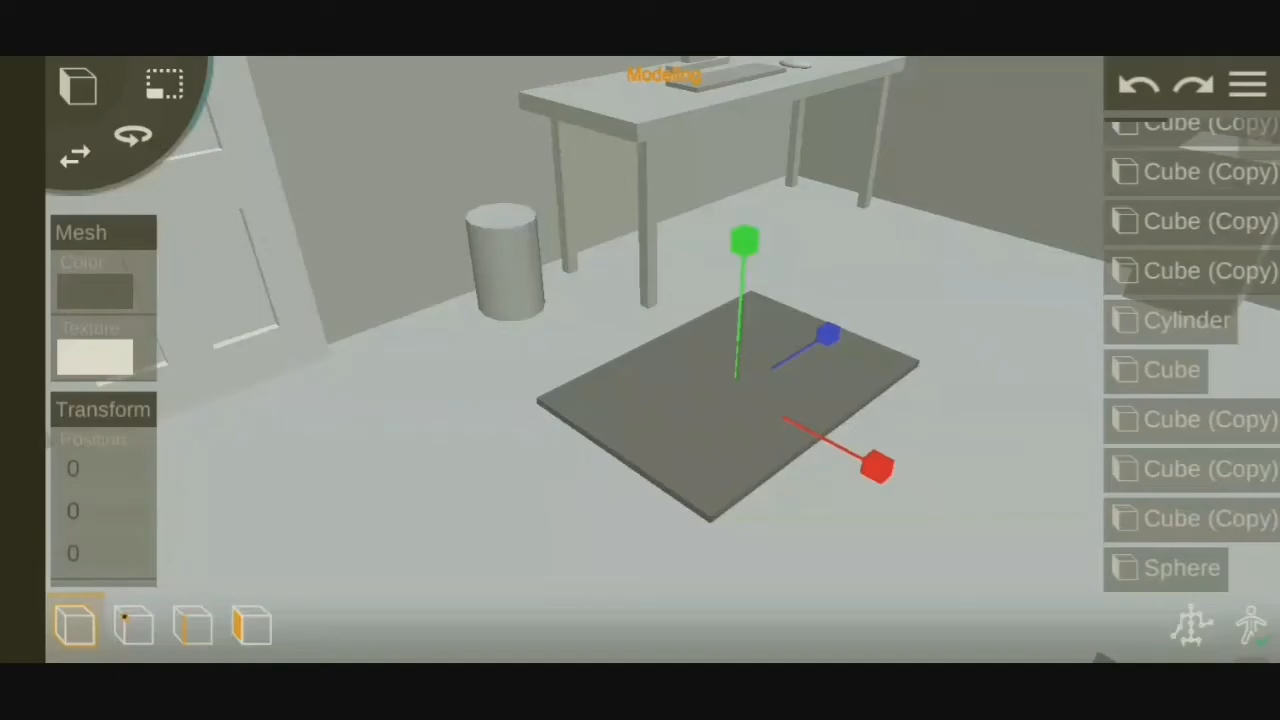 Modeling
Mesh
Color
Texture
Transform
Position
0
0
0
Cube (Copy)
Cube (Copy)
Cube (Copy)
Cube (Copy)
Cylinder
Cube
Cube (Copy)
Cube (Copy)
Cube (Copy)
Sphere